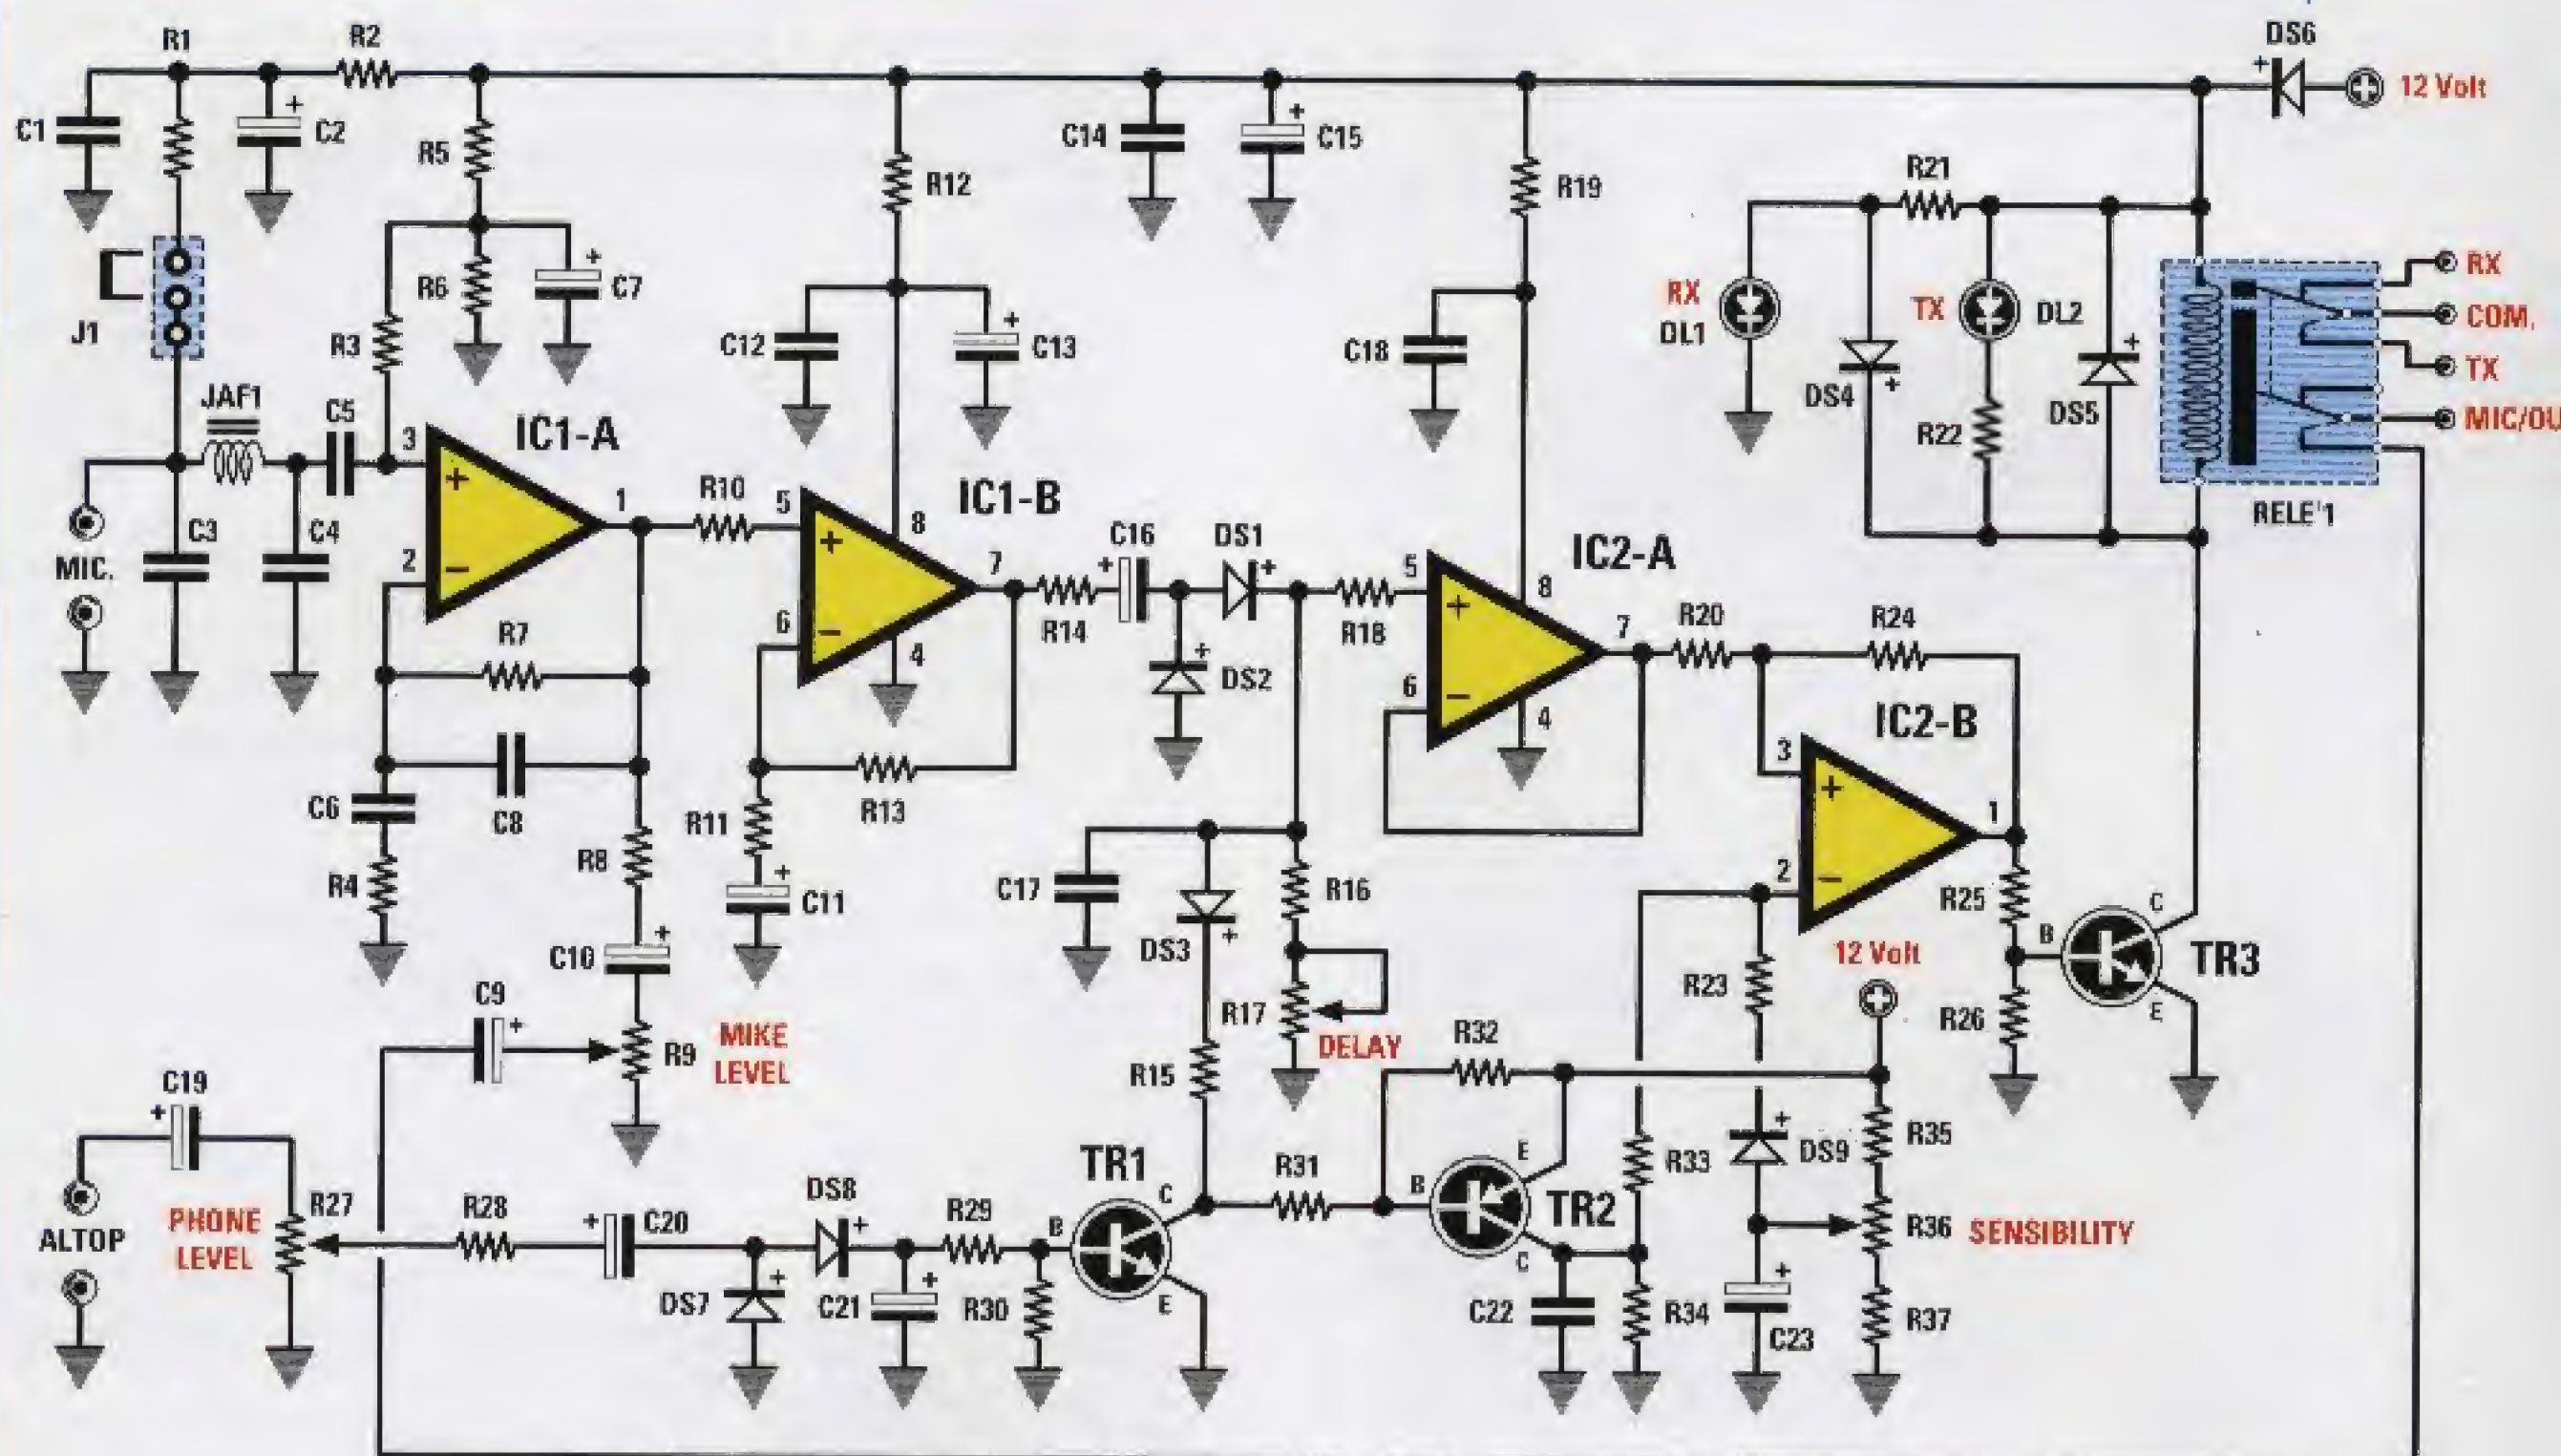 R1
R2
DS6
12 Volt
C1
C2
R5
C14
C15
R12
R19
R21
R6
C7
R3
J1
C12
C13
C18
RX
DL1
TX
DL2
DS4
R22
DS5
RX
COM.
TX
MIC/OU
RELE'1
JAF1
C5
3
+
IC1-A
1
2
−
C3
C4
MIC.
R10
5
+
IC1-B
8
7
6
−
4
C16
+
DS1
+
R14
DS2
+
R18
5
+
IC2-A
8
7
6
−
4
R20
R24
IC2-B
3
+
1
2
−
R7
C8
C6
R4
R8
C10
+
R11
R13
C11
+
C17
DS3
+
R16
R17
DELAY
R15
C9
+
R9
MIKE
LEVEL
R23
12 Volt
R25
R26
B
C
E
TR3
R32
C19
+
ALTOP
PHONE
LEVEL
R27
R28
+
C20
DS8
+
DS7
+
C21
+
R29
R30
TR1
B
C
E
R31
B
E
C
TR2
C22
R33
R34
DS9
+
C23
+
R35
R36
SENSIBILITY
R37